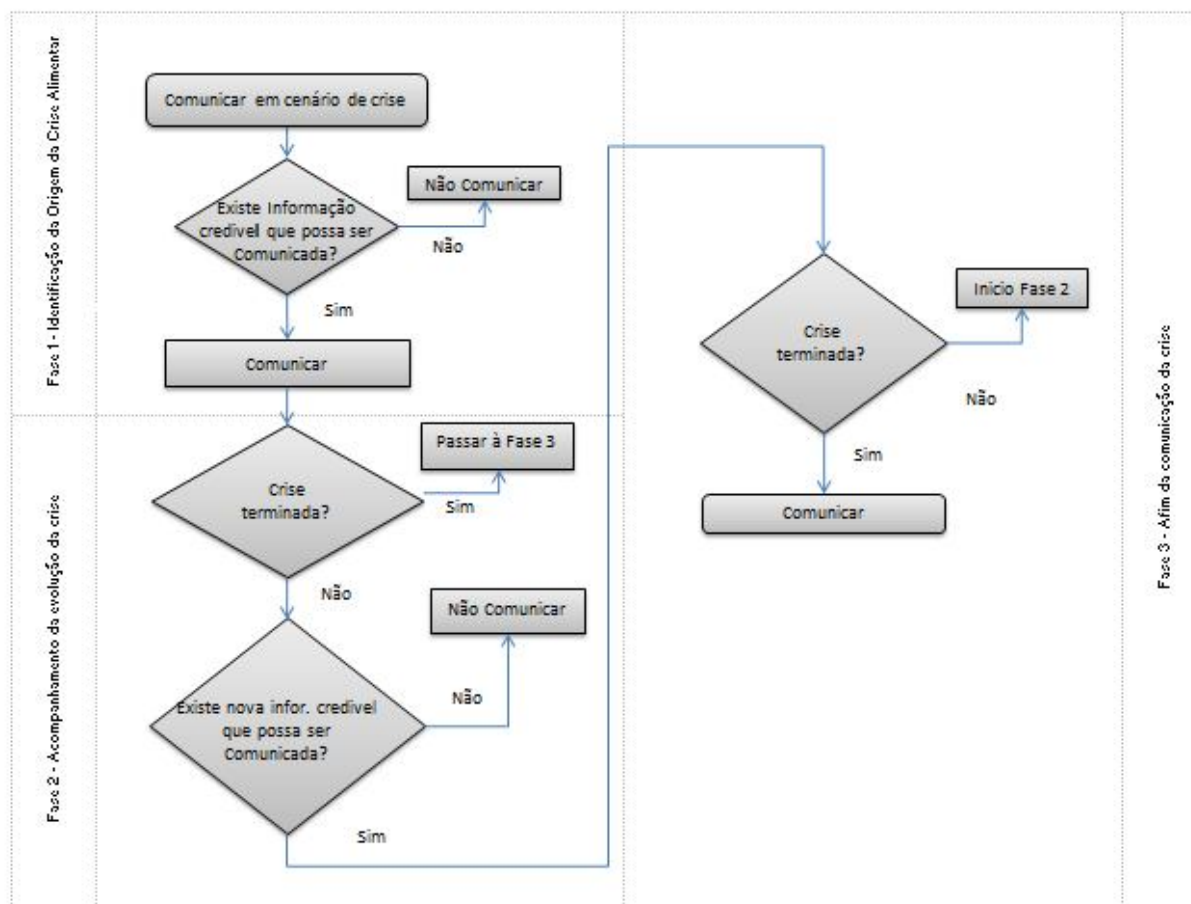 Fase 1 - Identificação da Origem da Crise Alimentar
Comunicar em cenário de crise
Existe Informação
credivel que possa ser
Comunicada?
Não Comunicar
Não
Sim
Comunicar
Fase 2 - Acompanhamento da evolução da crise
Crise
terminada?
Passar à Fase 3
Sim
Não
Existe nova infor. credivel
que possa ser
Comunicada?
Não Comunicar
Não
Sim
Crise
terminada?
Inicio Fase 2
Não
Sim
Comunicar
Fase 3 - Afim da comunicação da crise